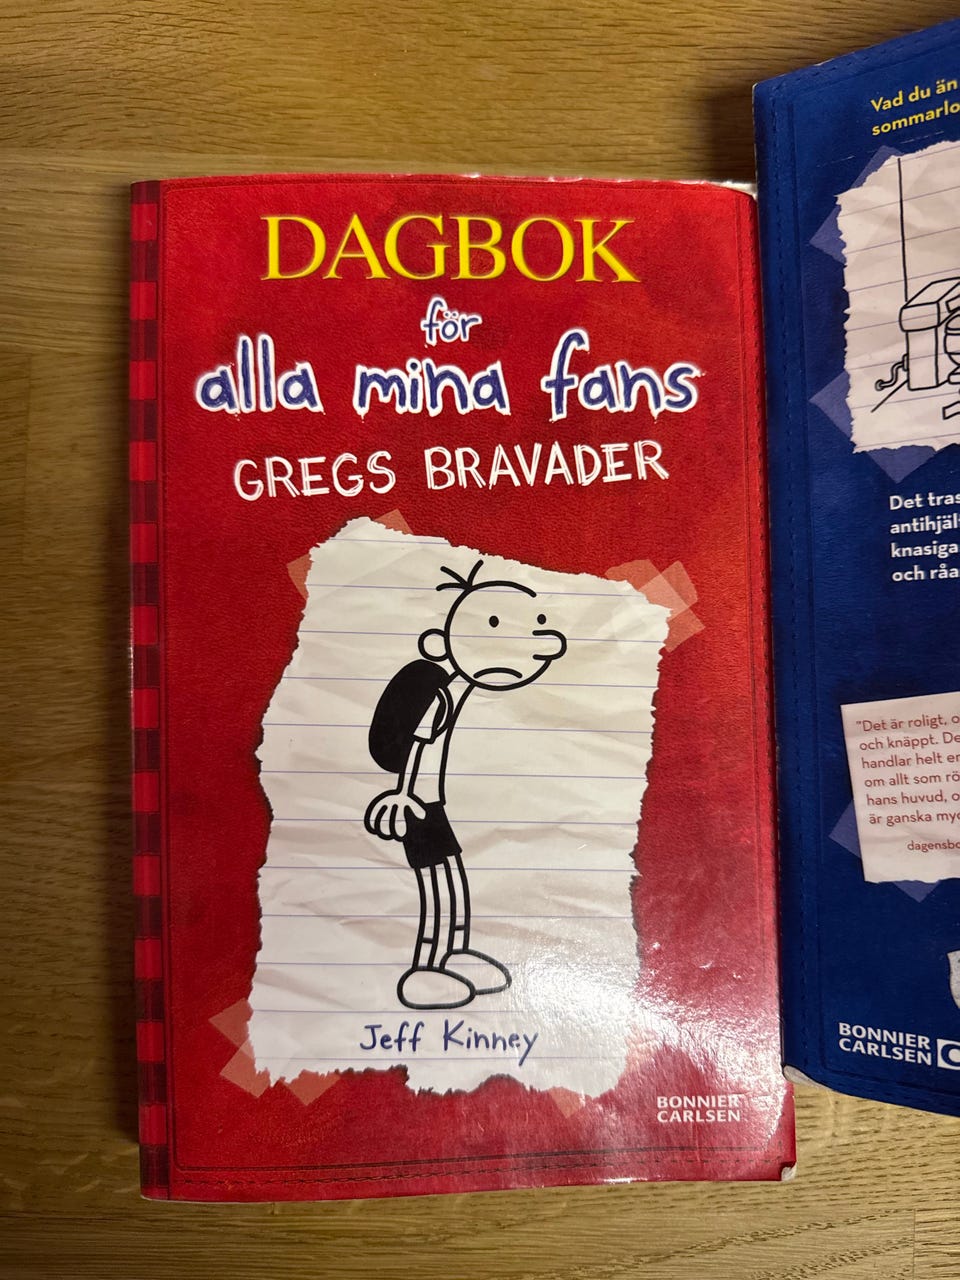 DAGBOK
för
alla mina fans
GREGS BRAVADER
Jeff Kinney
BONNIER
CARLSEN
Vad du än
sommarlo
Det tras
antihjäl
knasiga
och råa
"Det är roligt, o
och knäppt. De
handlar helt en
om allt som rö
hans huvud, o
är ganska myc
dagensbo
BONNIER
CARLSEN C